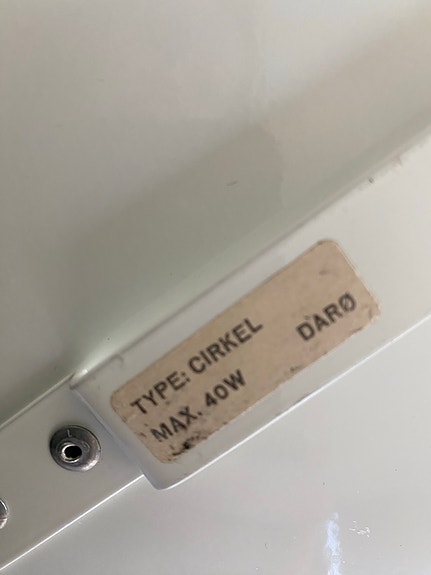 TYPE: CIRKEL
MAX. 40W DARØ